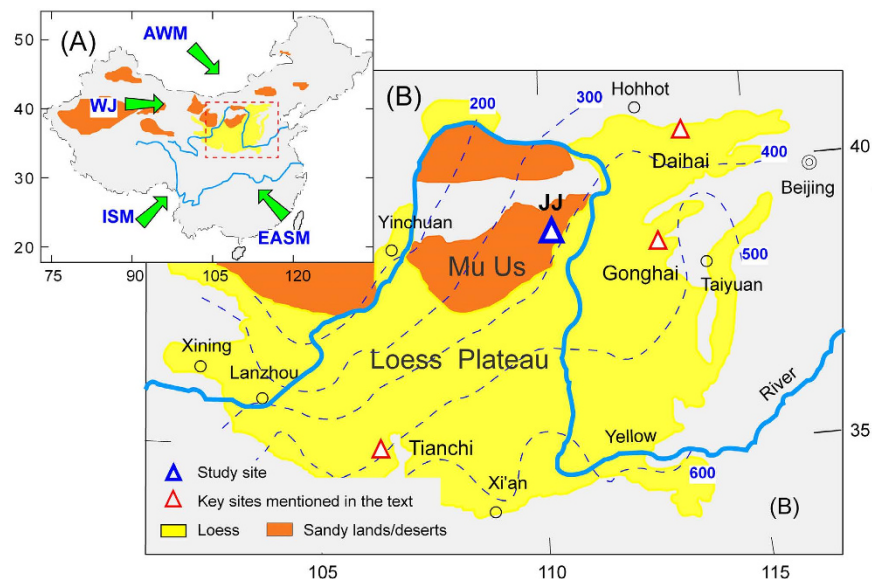 (A)
AWM
WJ
ISM
EASM
50
40
30
20
75
90
105
120
(B)
200
300
Hohhot
40
Daihai
400
Beijing
JJ
Yinchuan
Mu Us
Gonghai
500
Taiyuan
Xining
Lanzhou
Loess Plateau
River
Tianchi
Yellow
35
Xi'an
600
Study site
Key sites mentioned in the text
Loess
Sandy lands/deserts
(B)
105
110
115